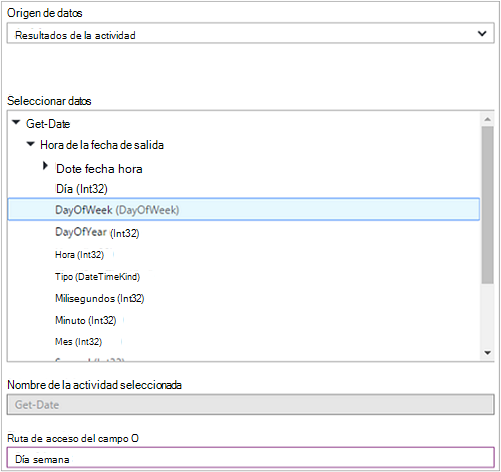 Origen de datos
Resultados de la actividad
Seleccionar datos
Get-Date
Hora de la fecha de salida
Dote fecha hora
Día (Int32)
DayOfWeek (DayOfWeek)
DayOfYear (Int32)
Hora (Int32)
Tipo (DateTimeKind)
Milisegundos (Int32)
Minuto (Int32)
Mes (Int32)
Nombre de la actividad seleccionada
Get-Date
Ruta de acceso del campo O
Día semana